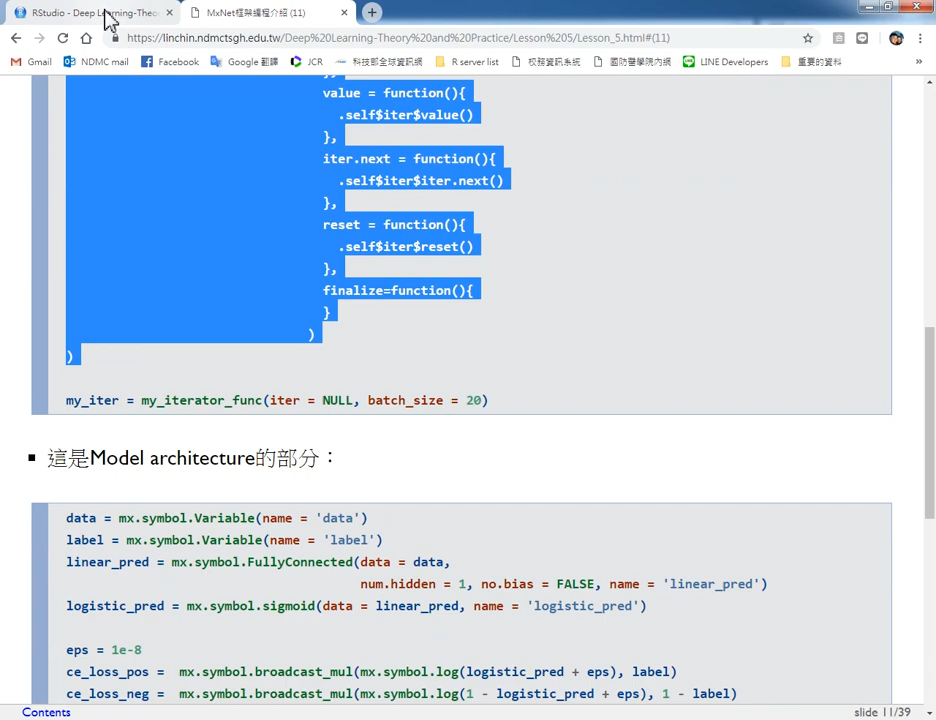 RStudio - Deep Learning-Theo
MxNet框架編程介紹 (11)
https://linchin.ndmctsgh.edu.tw/Deep%20Learning-Theory%20and%20Practice/Lesson%205/Lesson_5.html#(11)
Gmail NDMC mail Facebook Google 翻譯 JCR 科技部全球資訊網 R server list 校務資訊系統 國防醫學院內網 LINE Developers 重要的資料 »
},
value = function(){
.self$iter$value()
},
iter.next = function(){
.self$iter$iter.next()
},
reset = function(){
.self$iter$reset()
},
finalize=function(){
}
)
)
my_iter = my_iterator_func(iter = NULL, batch_size = 20)
這是Model architecture的部分：
data = mx.symbol.Variable(name = 'data')
label = mx.symbol.Variable(name = 'label')
linear_pred = mx.symbol.FullyConnected(data = data,
num.hidden = 1, no.bias = FALSE, name = 'linear_pred')
logistic_pred = mx.symbol.sigmoid(data = linear_pred, name = 'logistic_pred')
eps = 1e-8
ce_loss_pos =  mx.symbol.broadcast_mul(mx.symbol.log(logistic_pred + eps), label)
ce_loss_neg =  mx.symbol.broadcast_mul(mx.symbol.log(1 - logistic_pred + eps), 1 - label)
Contents
slide 11/39